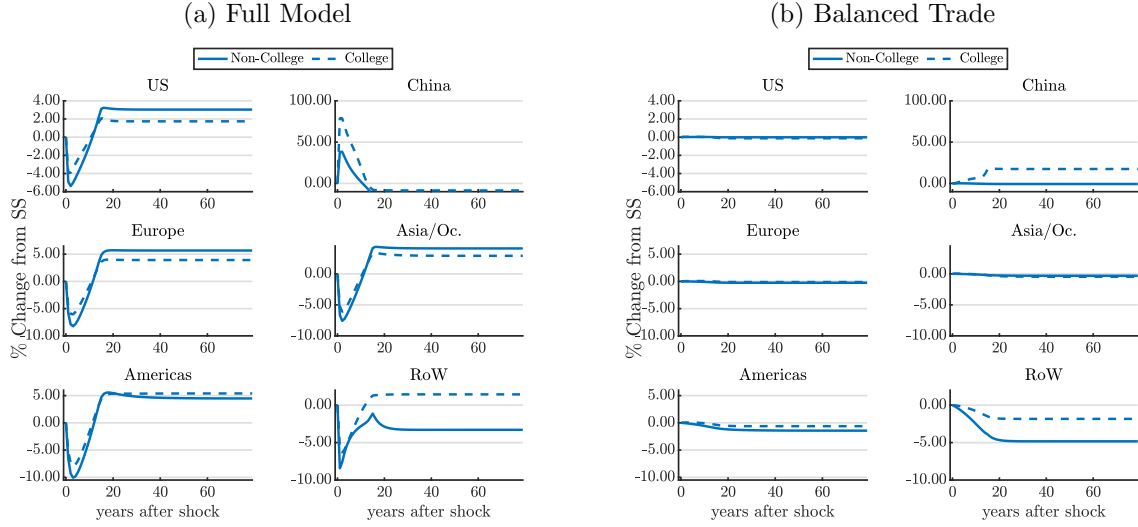 (a) Full Model
Non-College College
US
4.00
2.00
0.00
-2.00
-4.00
-6.00
0 20 40 60
China
100.00
50.00
0.00
0 20 40 60
Europe
5.00
0.00
-5.00
-10.00
0 20 40 60
Asia/Oc.
0.00
-5.00
-10.00
0 20 40 60
Americas
5.00
0.00
-5.00
-10.00
0 20 40 60
RoW
0.00
-5.00
-10.00
0 20 40 60
% Change from SS
years after shock
years after shock
(b) Balanced Trade
Non-College College
US
4.00
2.00
0.00
-2.00
-4.00
-6.00
0 20 40 60
China
100.00
50.00
0.00
0 20 40 60
Europe
5.00
0.00
-5.00
-10.00
0 20 40 60
Asia/Oc.
0.00
-5.00
-10.00
0 20 40 60
Americas
5.00
0.00
-5.00
-10.00
0 20 40 60
RoW
0.00
-5.00
-10.00
0 20 40 60
% Change from SS
years after shock
years after shock